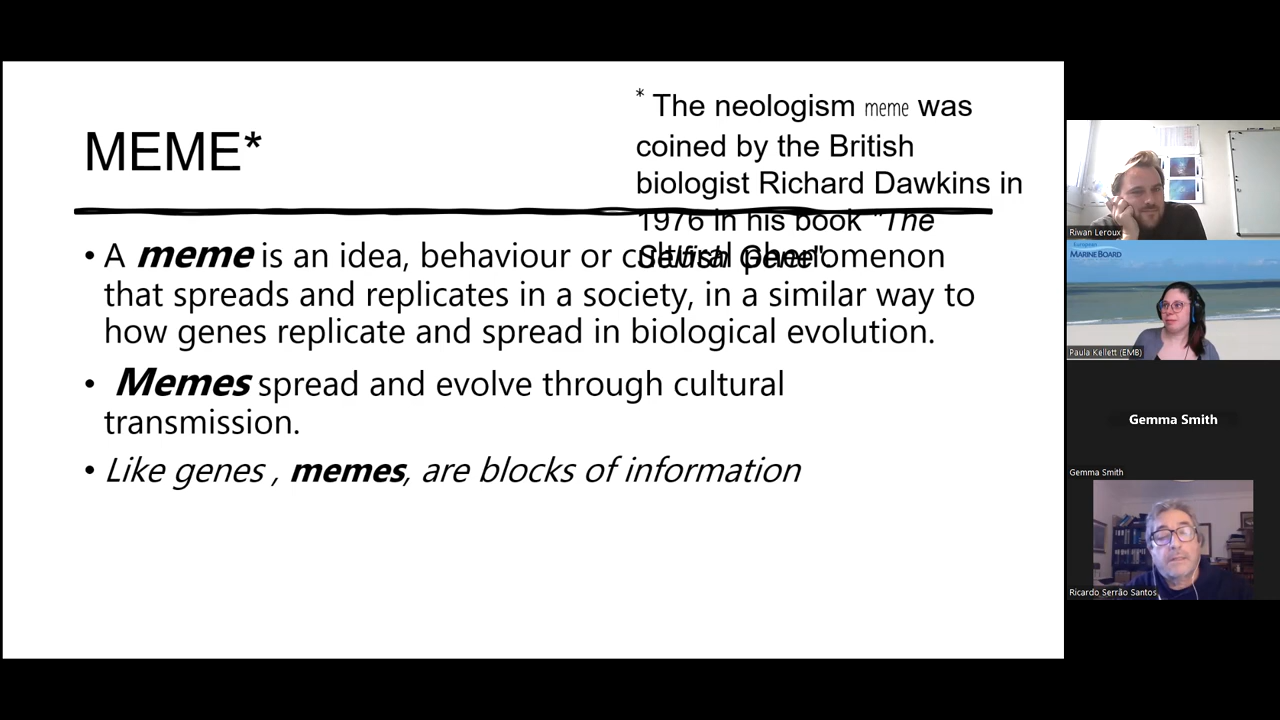 MEME*
* The neologism meme was
coined by the British
biologist Richard Dawkins in
1976 in his book "The
Selfish Gene".
• A meme is an idea, behaviour or cultural phenomenon
that spreads and replicates in a society, in a similar way to
how genes replicate and spread in biological evolution.
• Memes spread and evolve through cultural
transmission.
• Like genes , memes, are blocks of information
Riwan Leroux
European
MARINE BOARD
Paula Kellett (EMB)
Gemma Smith
Gemma Smith
Ricardo Serrão Santos